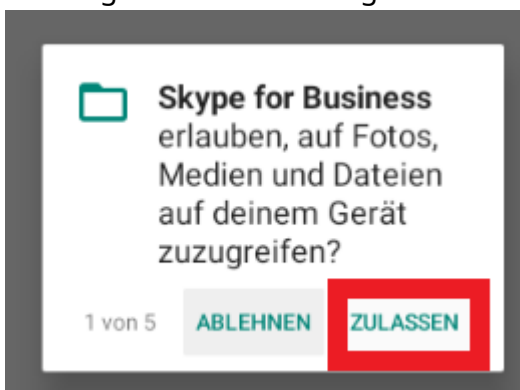 Skype for Business
erlauben, auf Fotos,
Medien und Dateien
auf deinem Gerät
zuzugreifen?
1 von 5 ABLEHNEN ZULASSEN